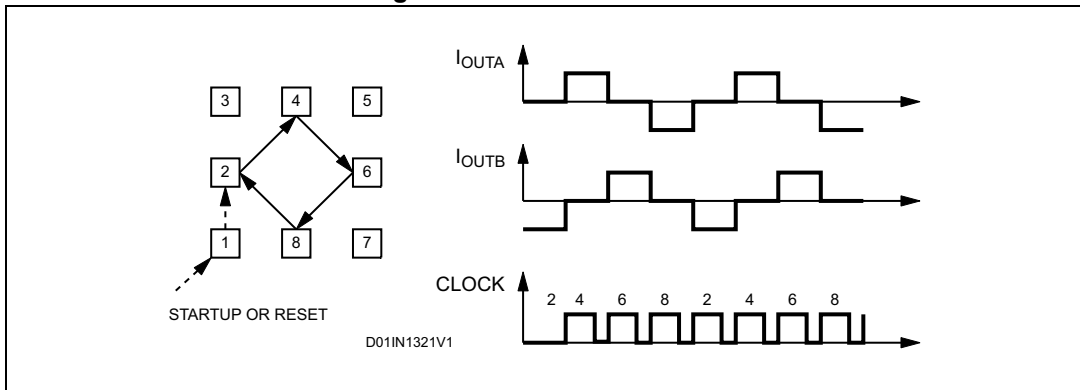 3 4 5
2 6
1 8 7
STARTUP OR RESET
D01IN1321V1
IOUTA
IOUTB
CLOCK
2 4 6 8 2 4 6 8